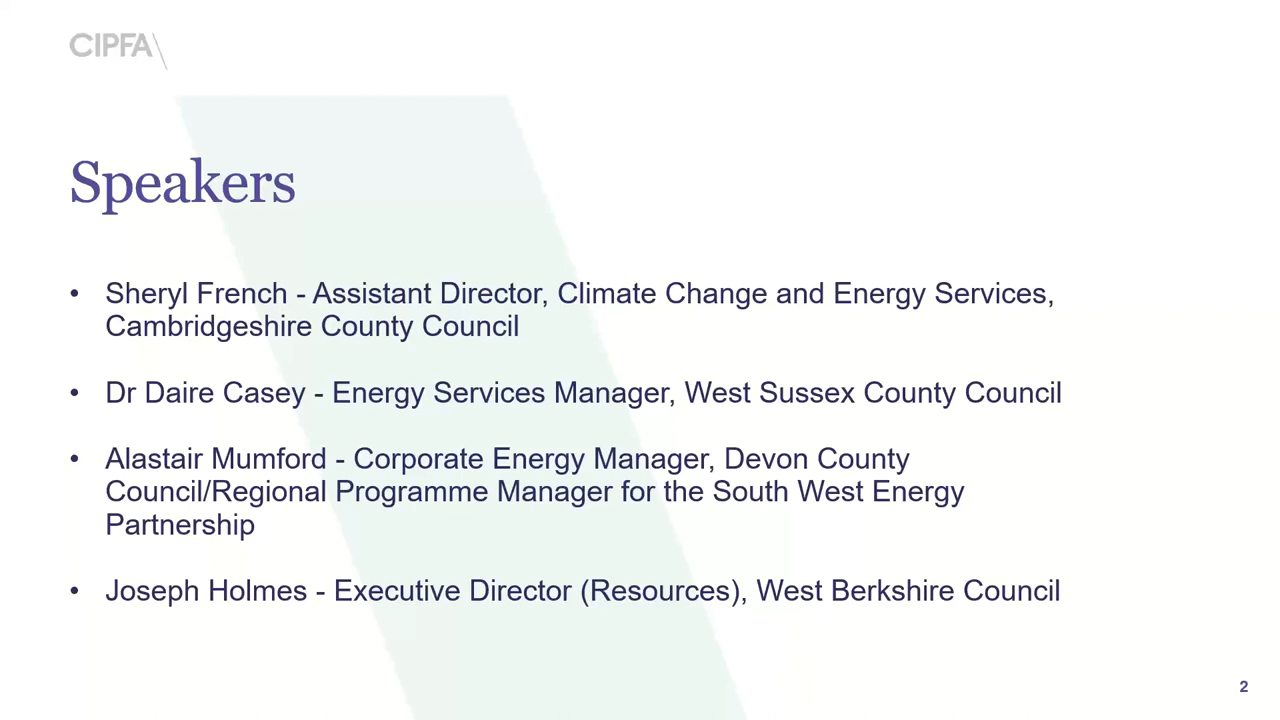 CIPFA
Speakers
• Sheryl French - Assistant Director, Climate Change and Energy Services,
Cambridgeshire County Council
• Dr Daire Casey - Energy Services Manager, West Sussex County Council
• Alastair Mumford - Corporate Energy Manager, Devon County
Council/Regional Programme Manager for the South West Energy
Partnership
• Joseph Holmes - Executive Director (Resources), West Berkshire Council
2